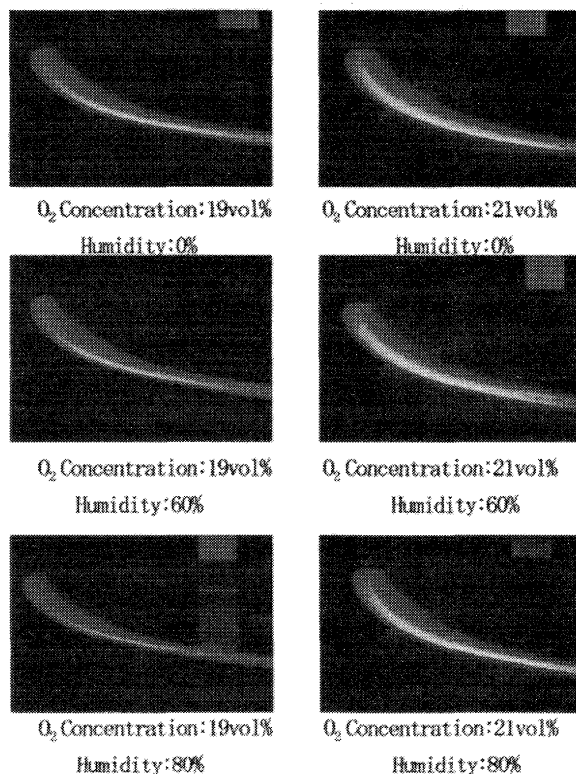 O₂ Concentration:19vol%
Humidity:0%
O₂ Concentration:21vol%
Humidity:0%
O₂ Concentration:19vol%
Humidity:60%
O₂ Concentration:21vol%
Humidity:60%
O₂ Concentration:19vol%
Humidity:80%
O₂ Concentration:21vol%
Humidity:80%